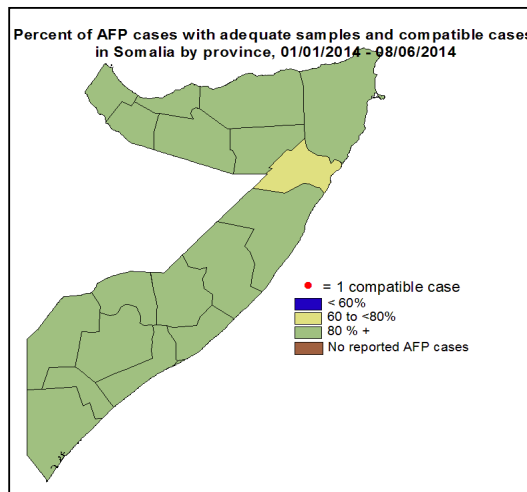 Percent of AFP cases with adequate samples and compatible cases
in Somalia by province, 01/01/2014 - 08/06/2014
= 1 compatible case
< 60%
60 to <80%
80 % +
No reported AFP cases